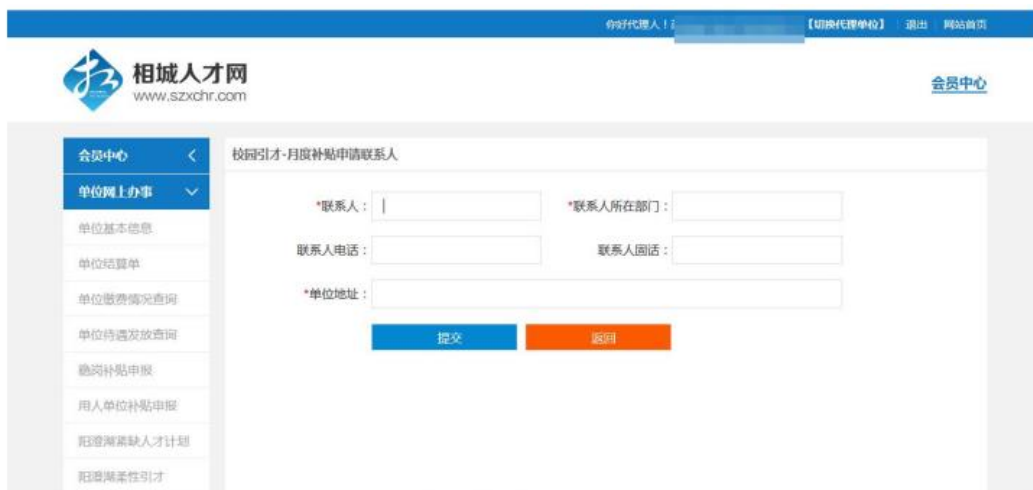 你好代理人！ 【切换代理单位】 退出 网站首页
相城人才网
www.szxchr.com
会员中心
会员中心
校园引才-月度补贴申请联系人
单位网上办事
*联系人： *联系人所在部门：
单位基本信息
联系人电话： 联系人固话：
单位结算单
*单位地址：
单位缴费情况查询
单位待遇发放查询
提交 返回
稳岗补贴申报
用人单位补贴申报
阳澄湖紧缺人才计划
阳澄湖柔性引才